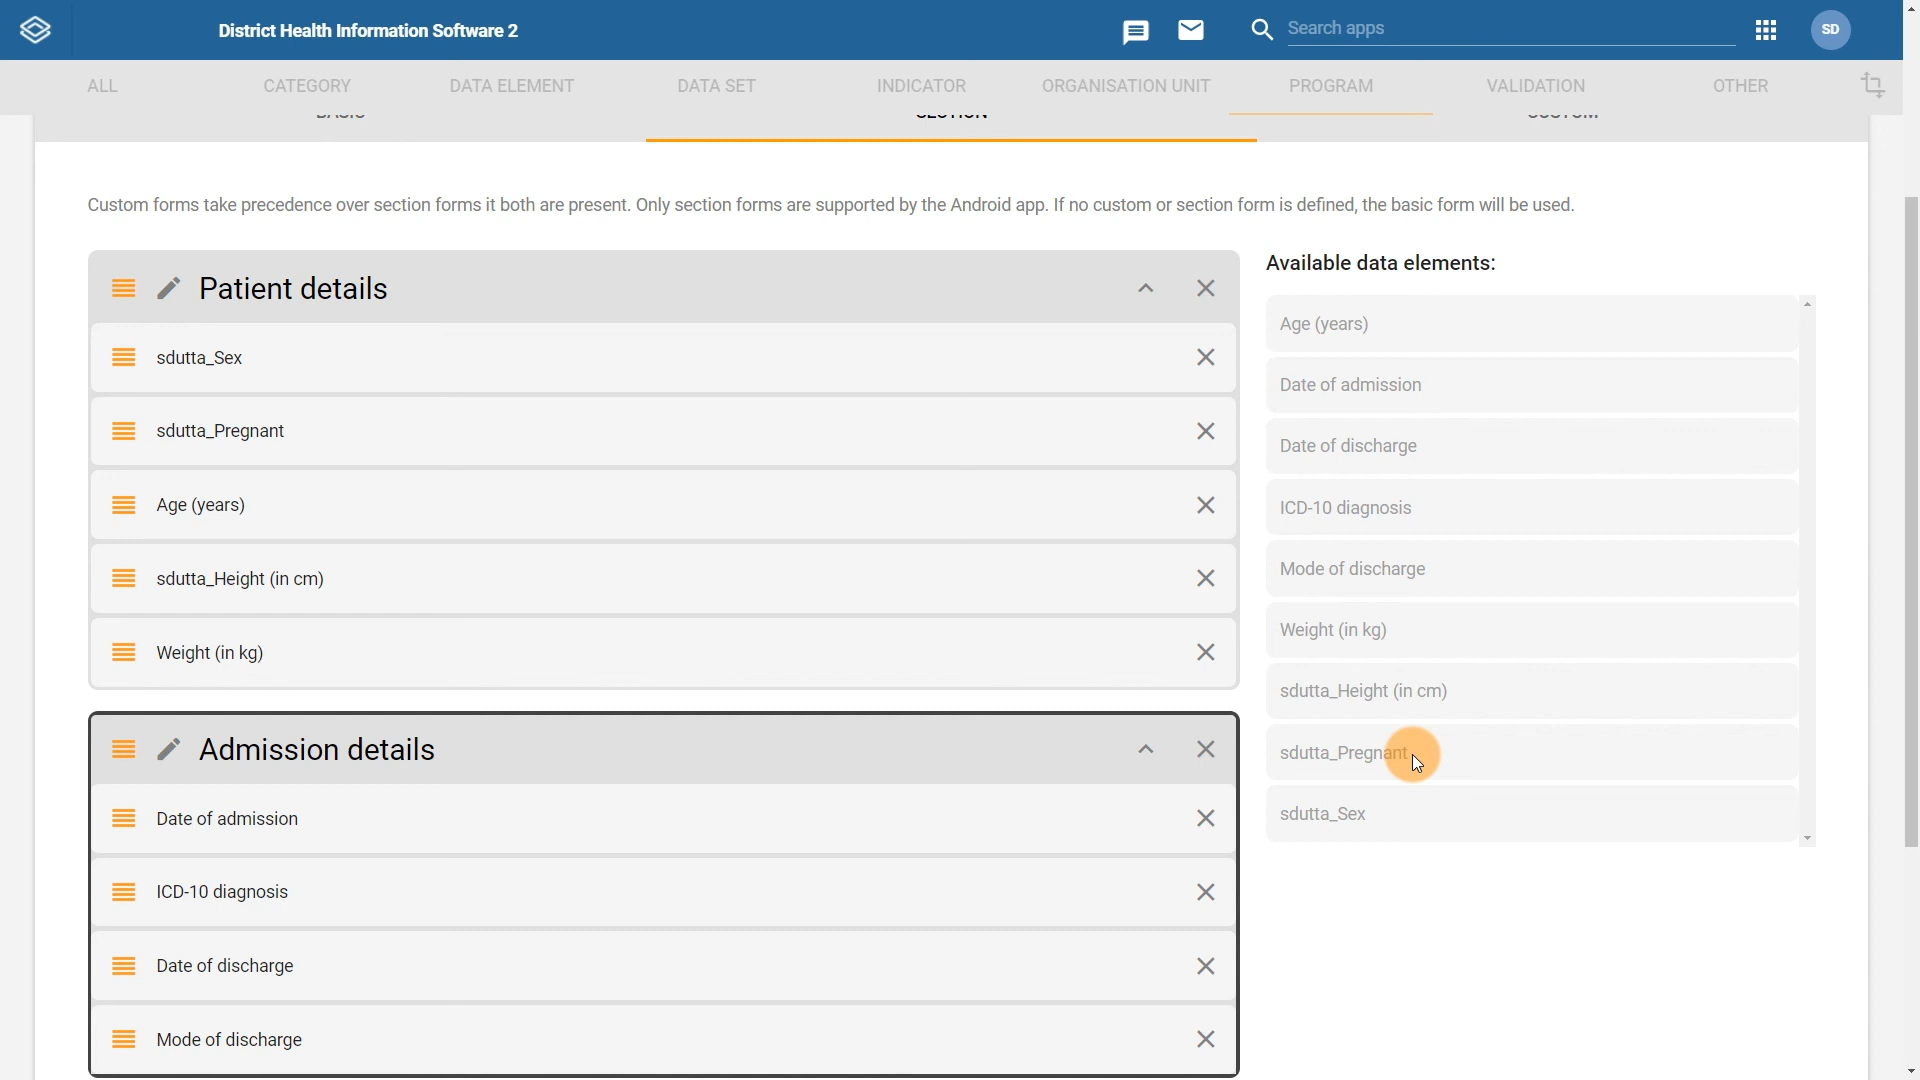 District Health Information Software 2
Search apps
SD
ALL
CATEGORY
DATA ELEMENT
DATA SET
INDICATOR
ORGANISATION UNIT
PROGRAM
VALIDATION
OTHER
Custom forms take precedence over section forms it both are present. Only section forms are supported by the Android app. If no custom or section form is defined, the basic form will be used.
Patient details
sdutta_Sex
sdutta_Pregnant
Age (years)
sdutta_Height (in cm)
Weight (in kg)
Admission details
Date of admission
ICD-10 diagnosis
Date of discharge
Mode of discharge
Available data elements:
Age (years)
Date of admission
Date of discharge
ICD-10 diagnosis
Mode of discharge
Weight (in kg)
sdutta_Height (in cm)
sdutta_Pregnant
sdutta_Sex